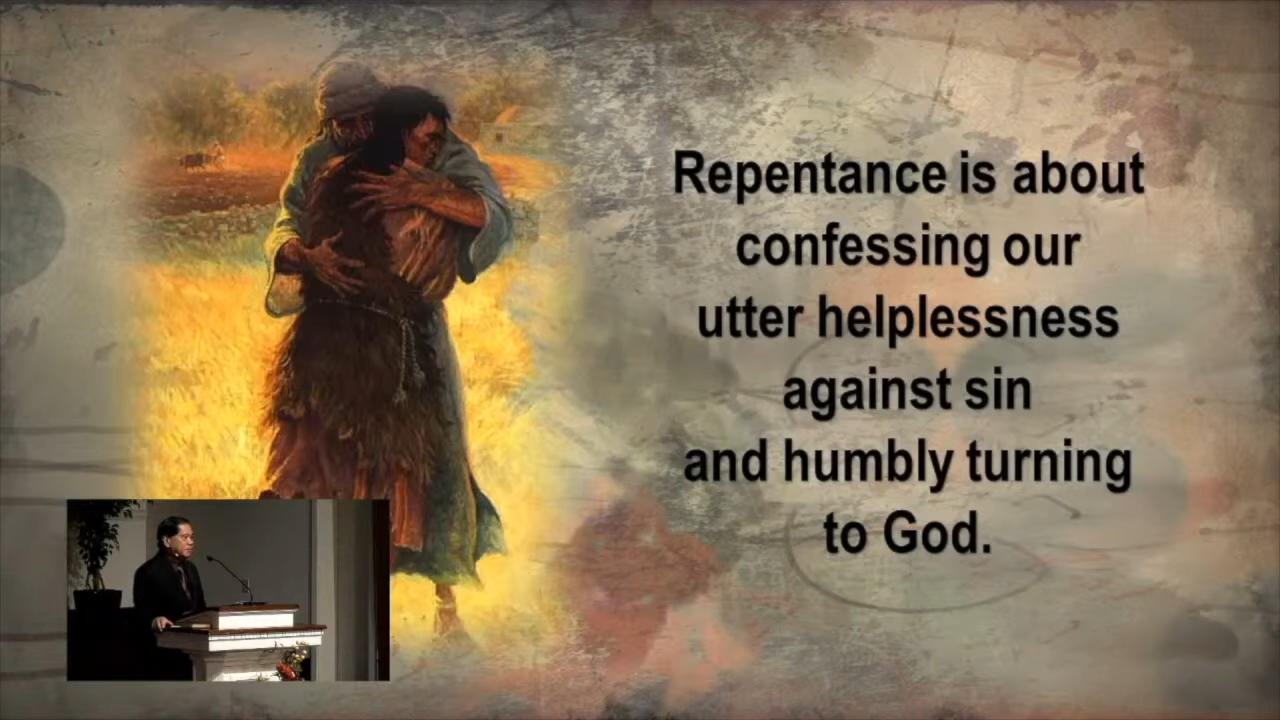 Repentance is about
confessing our
utter helplessness
against sin
and humbly turning
to God.